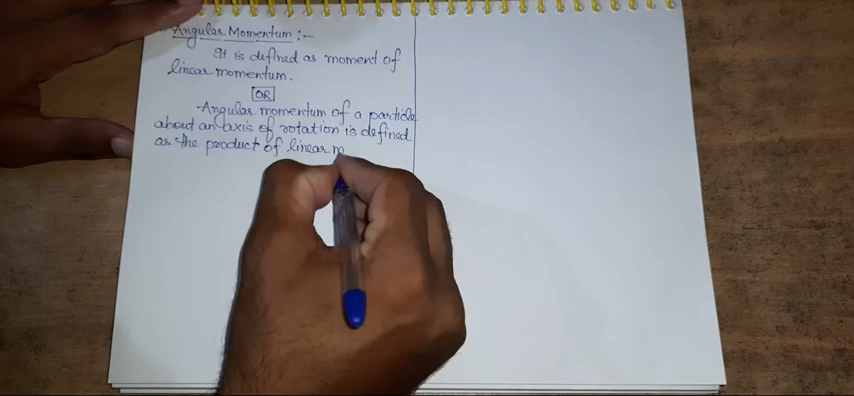 Angular Momentum :-
It is defined as moment of
linear momentum.
OR
Angular momentum of a particle
about an axis of rotation is defined
as the product of linear m